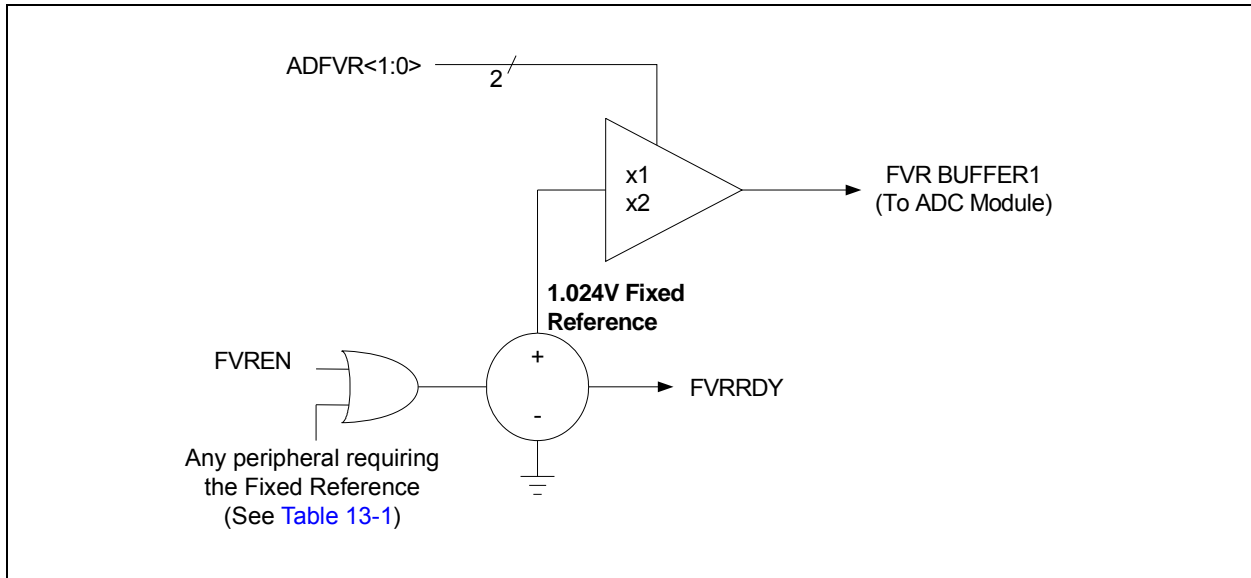 ADFVR<1:0>
2
x1
x2
FVR BUFFER1
(To ADC Module)
1.024V Fixed
Reference
FVREN
+
-
FVRRDY
Any peripheral requiring
the Fixed Reference
(See Table 13-1)